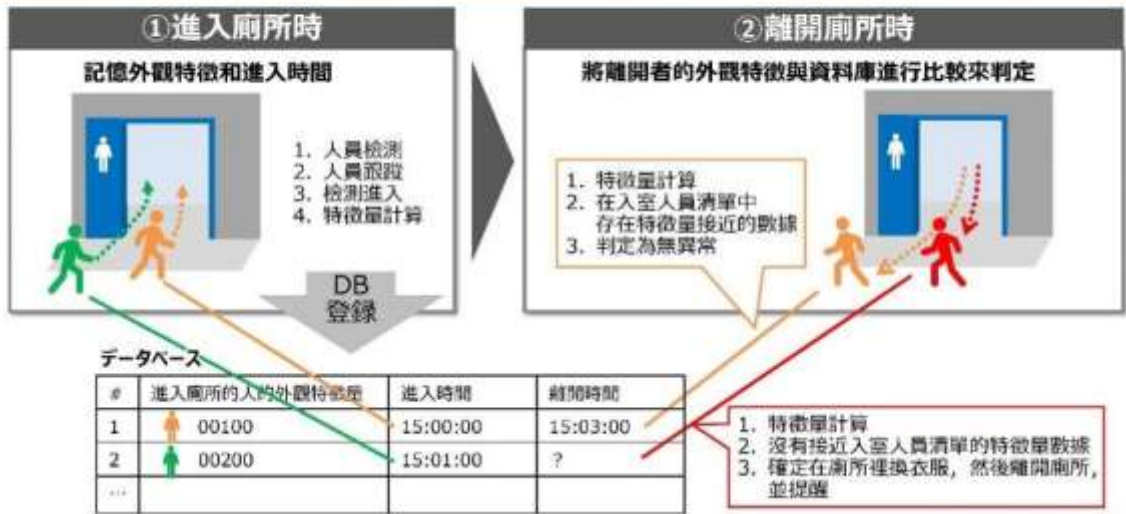 ①進入廁所時
記憶外觀特徵和進入時間
1. 人員檢測
2. 人員跟蹤
3. 檢測進入
4. 特徵量計算
DB
登録
②離開廁所時
將離開者的外觀特徵與資料庫進行比較來判定
1. 特徵量計算
2. 在入室人員清單中
存在特徵量接近的數據
3. 判定為無異常
データベース
# 進入廁所的人的外觀特徵量 進入時間 離開時間
1 00100 15:00:00 15:03:00
2 00200 15:01:00 ?
...
1. 特徵量計算
2. 沒有接近入室人員清單的特徵量數據
3. 確定在廁所裡換衣服，然後離開廁所，
並提醒